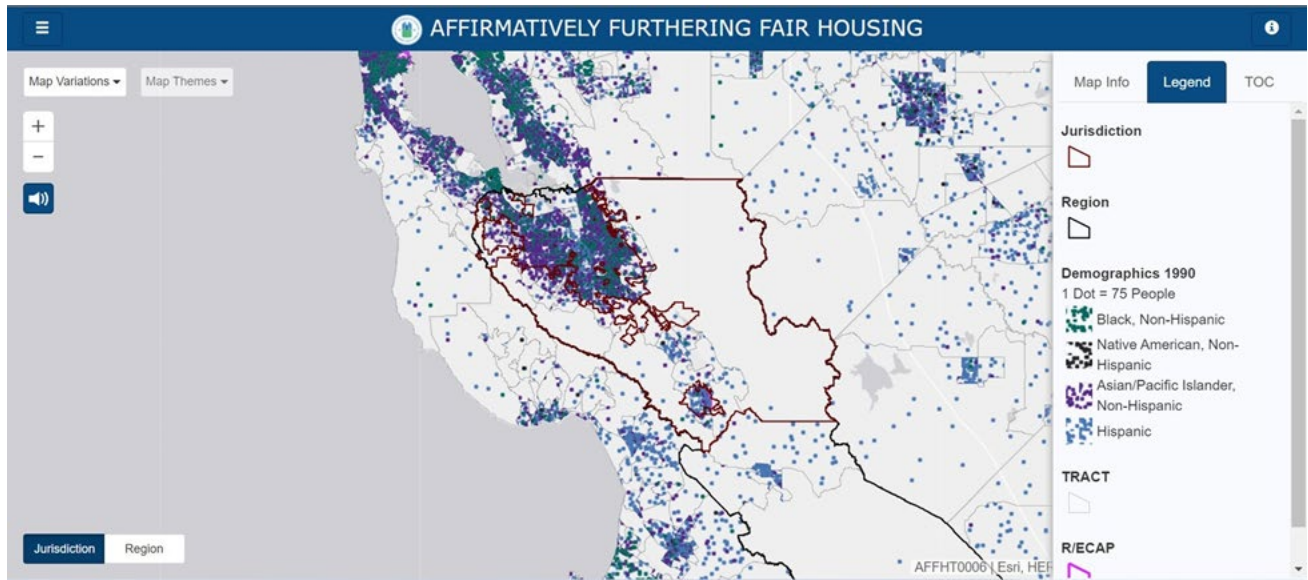 AFFIRMATIVELY FURTHERING FAIR HOUSING
Map Variations
Map Themes
+
−
Jurisdiction
Region
AFFHT0006 | Esri, HER
Map Info
Legend
TOC
Jurisdiction
Region
Demographics 1990
1 Dot = 75 People
Black, Non-Hispanic
Native American, Non-
Hispanic
Asian/Pacific Islander,
Non-Hispanic
Hispanic
TRACT
R/ECAP